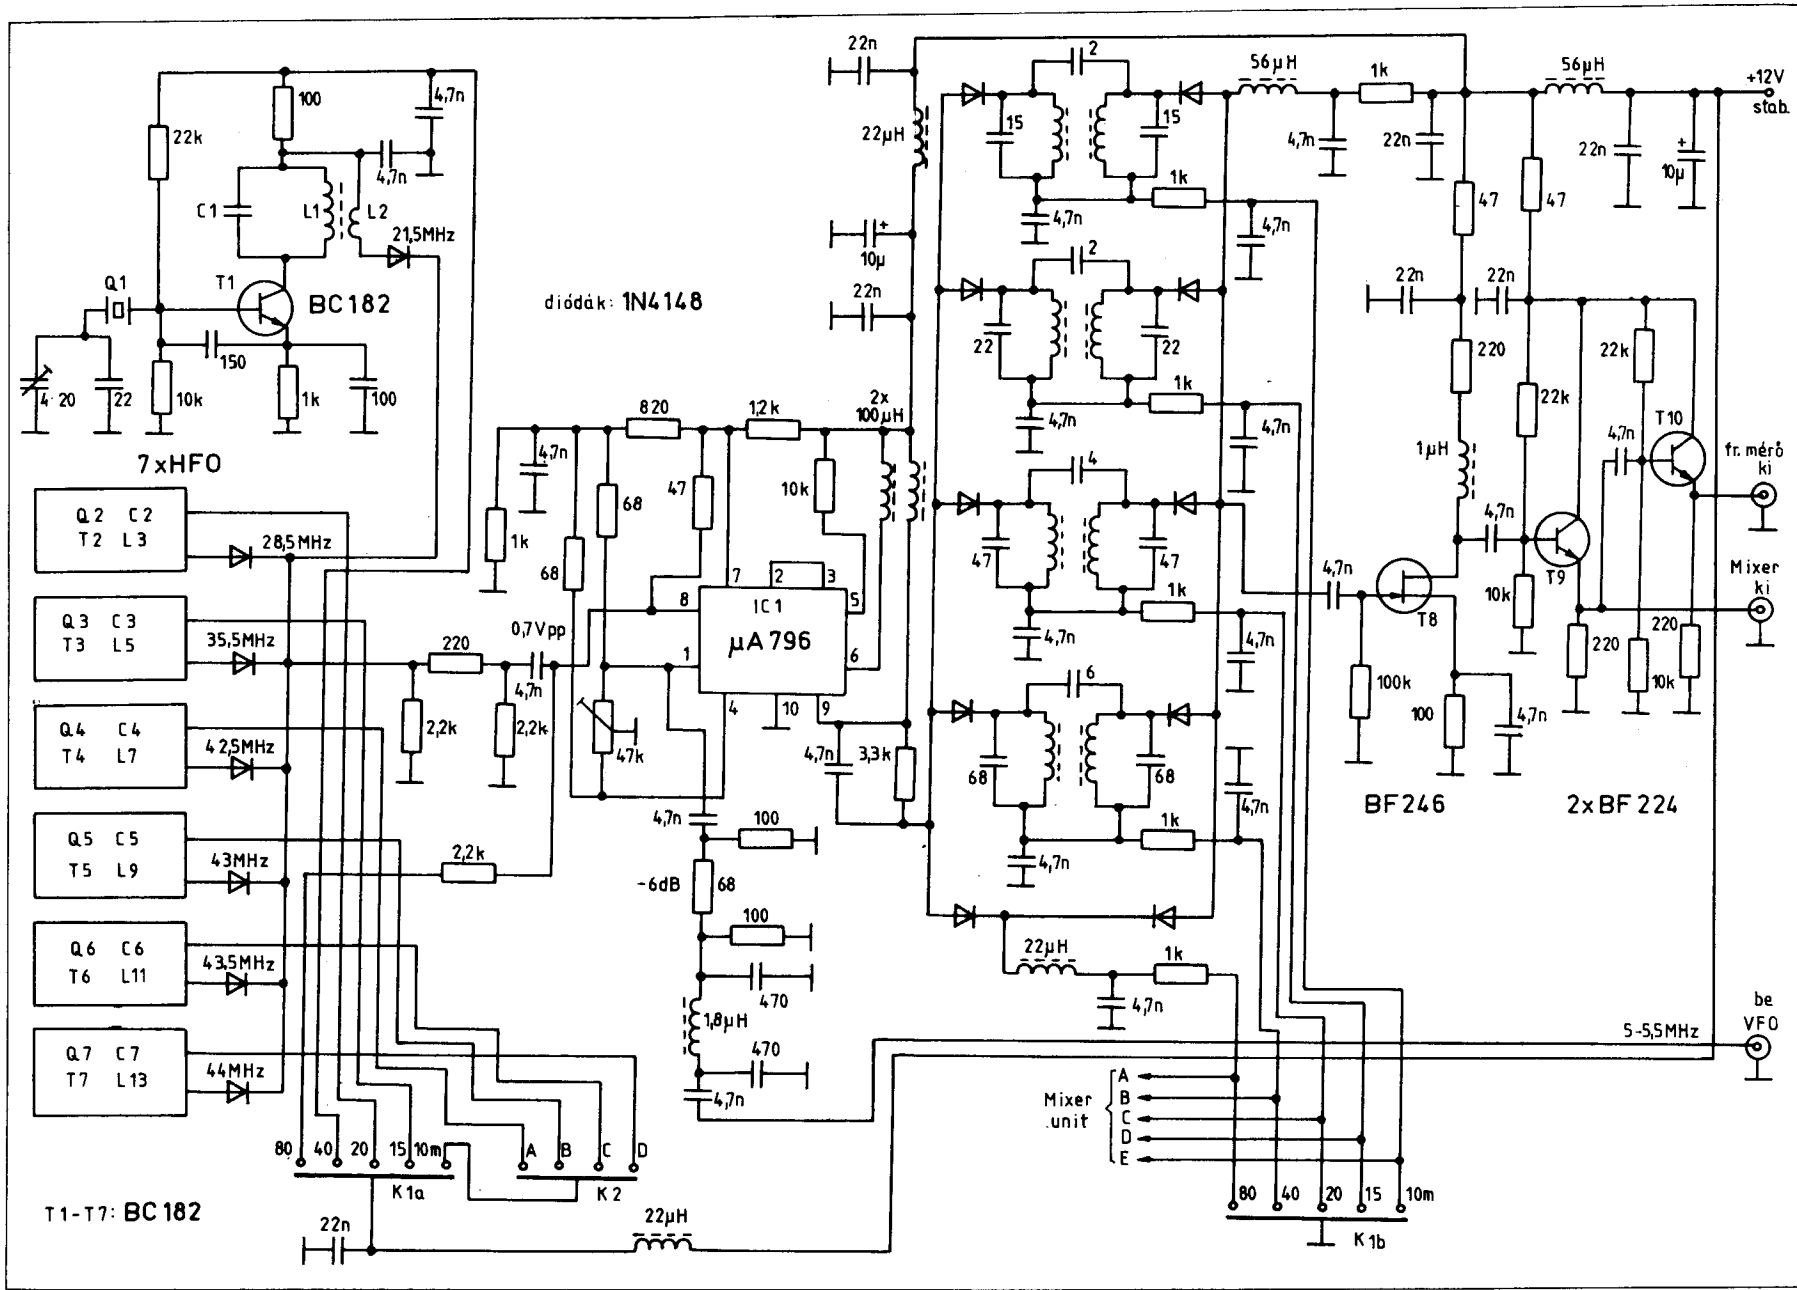 22n
2
56µH
1k
56µH
+12V
stab.
100
4,7n
22k
22µH
15
15
4,7n
22n
22n
+
10µ
4,7n
1k
47
47
C1
L1
L2
21,5MHz
4,7n
4,7n
+
10µ
2
Q1
T1
BC182
diódák: 1N4148
22n
22n
22n
22
22
220
22k
150
4·20
22
10k
1k
100
1k
22k
2x
100µH
820
1,2k
4,7n
4,7n
T10
4,7n
fr. mérő
ki
7xHFO
4,7n
68
47
10k
4
1µH
Q2 C2
T2 L3
28,5MHz
1k
68
47
47
4,7n
T9
7
2
3
IC1
5
8
µA796
1
6
4
10
9
1k
4,7n
T8
10k
Mixer
ki
Q3 C3
T3 L5
35,5MHz
220
0,7Vpp
4,7n
4,7n
4,7n
220
220
10k
6
100k
100
4,7n
Q4 C4
T4 L7
42,5MHz
2,2k
2,2k
47k
4,7n
3,3k
68
68
4,7n
BF246
2xBF224
4,7n
100
1k
Q5 C5
T5 L9
43MHz
2,2k
-6dB
68
4,7n
100
Q6 C6
T6 L11
43,5MHz
22µH
1k
470
4,7n
1,8µH
be
VFO
5-5,5MHz
Q7 C7
T7 L13
44MHz
470
4,7n
Mixer
unit
A
B
C
D
E
80
40
20
15
10m
A
B
C
D
K1a
K2
80
40
20
15
10m
K1b
T1-T7: BC182
22n
22µH